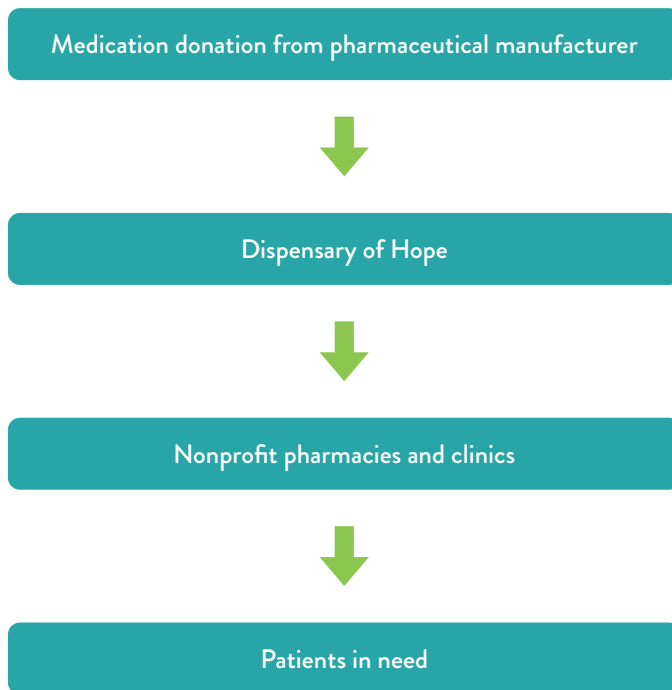 Medication donation from pharmaceutical manufacturer
Dispensary of Hope
Nonprofit pharmacies and clinics
Patients in need